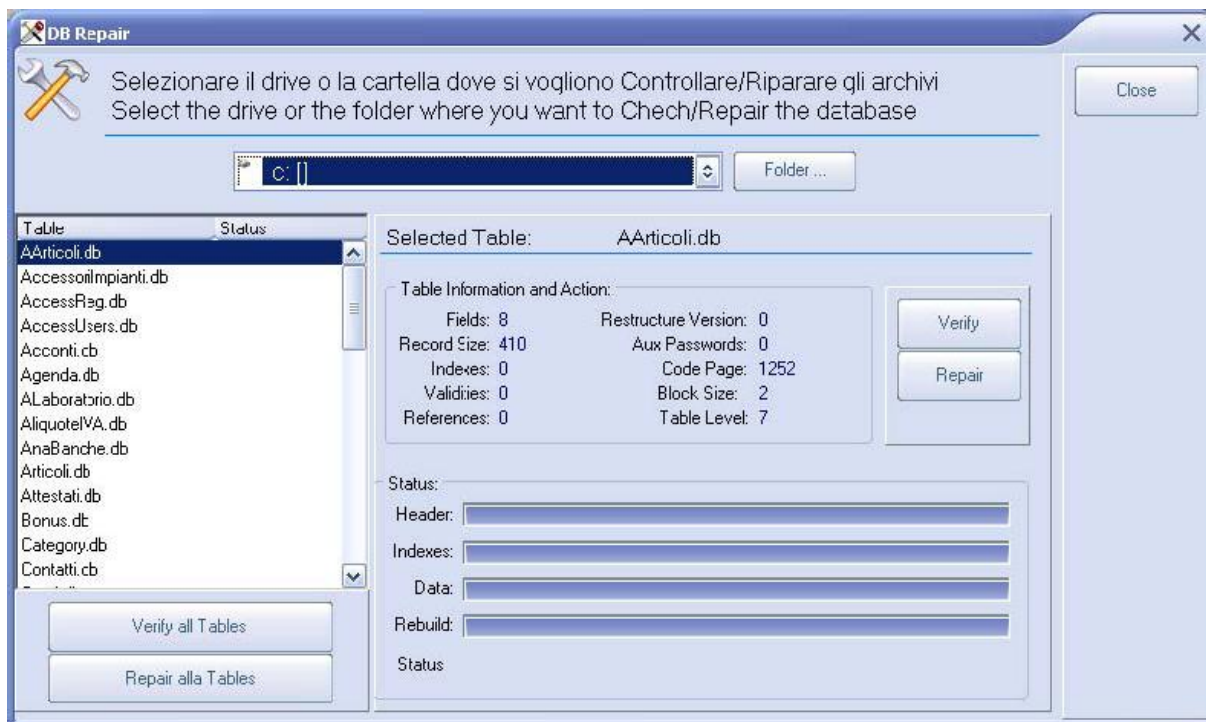 DB Repair
Selezionare il drive o la cartella dove si vogliono Controllare/Riparare gli archivi
Select the drive or the folder where you want to Chech/Repair the database
Close
c: []
Folder ...
Table Status
AArticoli.db
AccessoriImpianti.db
AccessReg.db
AccessUsers.db
Acconti.cb
Agenda.db
ALaboratorio.db
AliquoteIVA.db
AnaBanche.db
Articoli.db
Attestati.db
Bonus.db
Category.db
Contatti.cb
Verify all Tables
Repair alla Tables
Selected Table: AArticoli.db
Table Information and Action:
Fields: 8 Restructure Version: 0
Record Size: 410 Aux Passwords: 0
Indexes: 0 Code Page: 1252
Validities: 0 Block Size: 2
References: 0 Table Level: 7
Verify
Repair
Status:
Header:
Indexes:
Data:
Rebuild:
Status